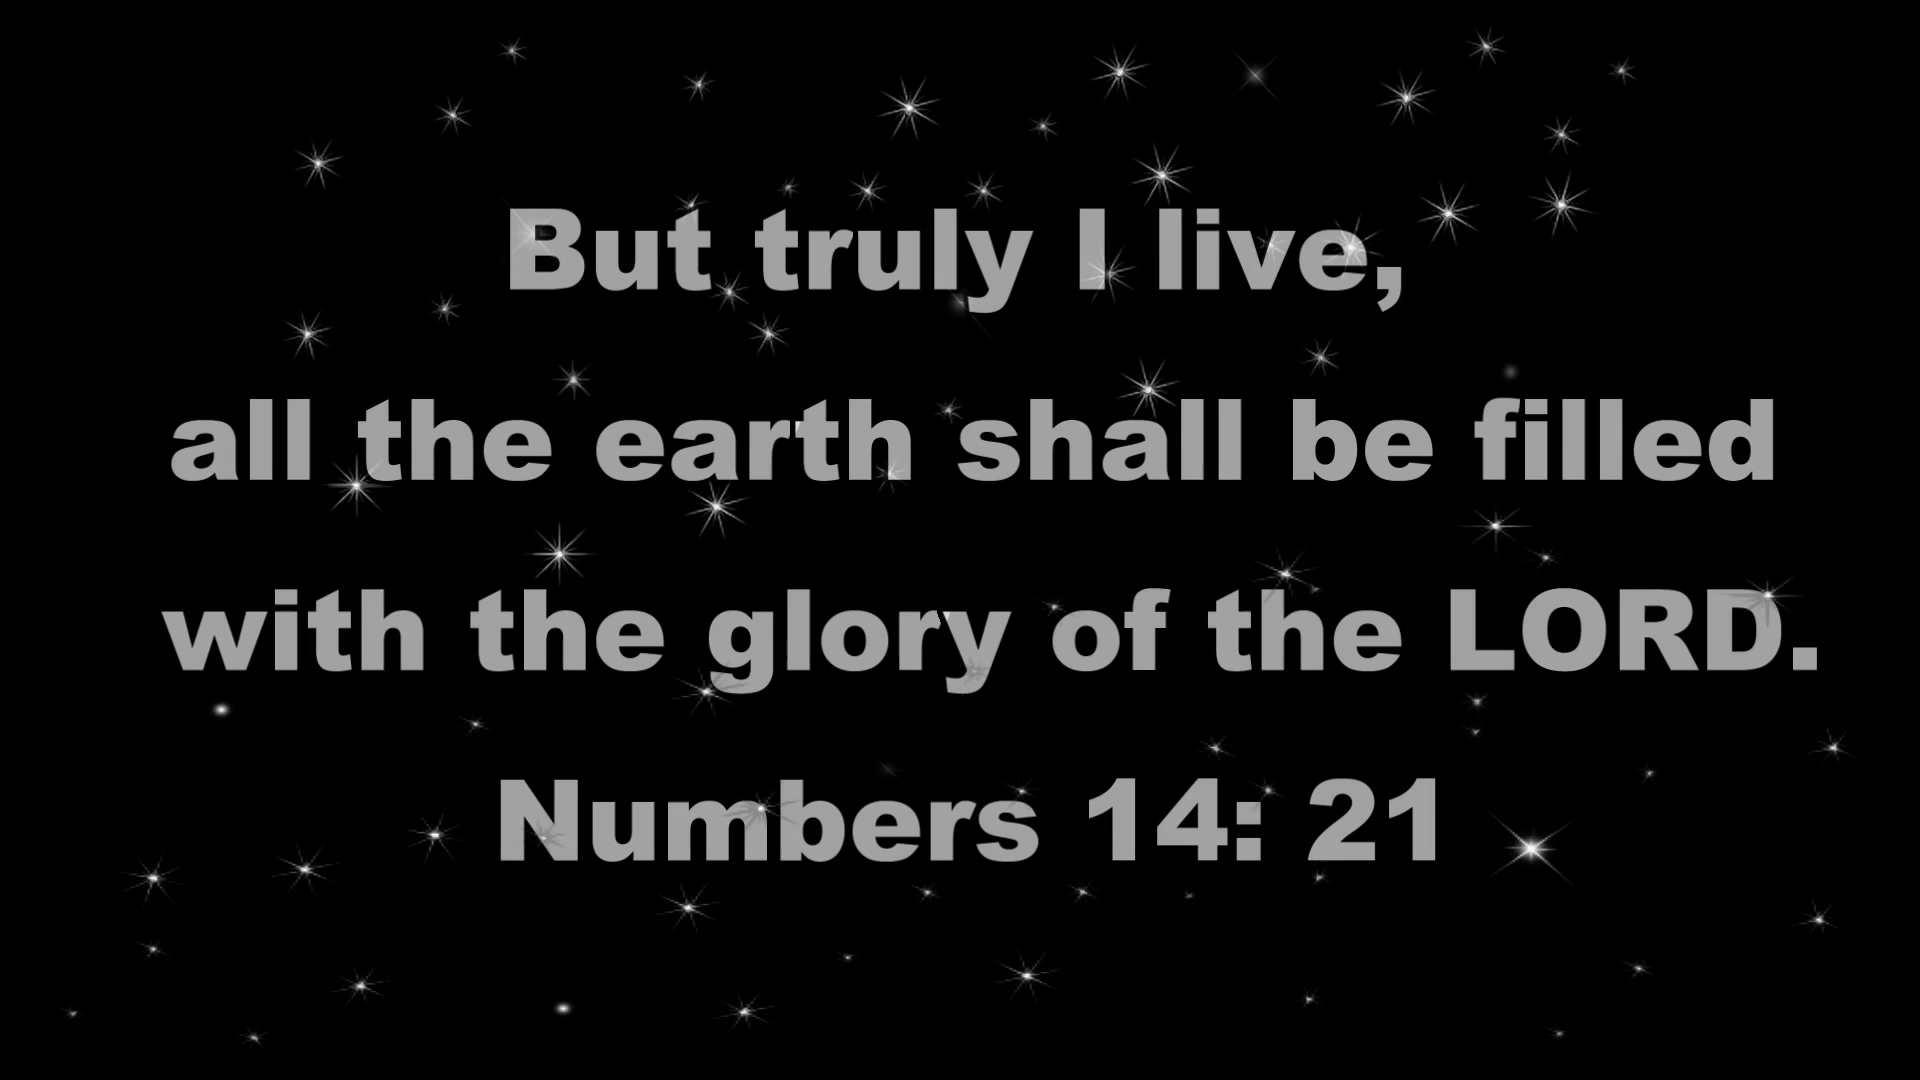 But truly I live,
all the earth shall be filled
with the glory of the LORD.
Numbers 14: 21